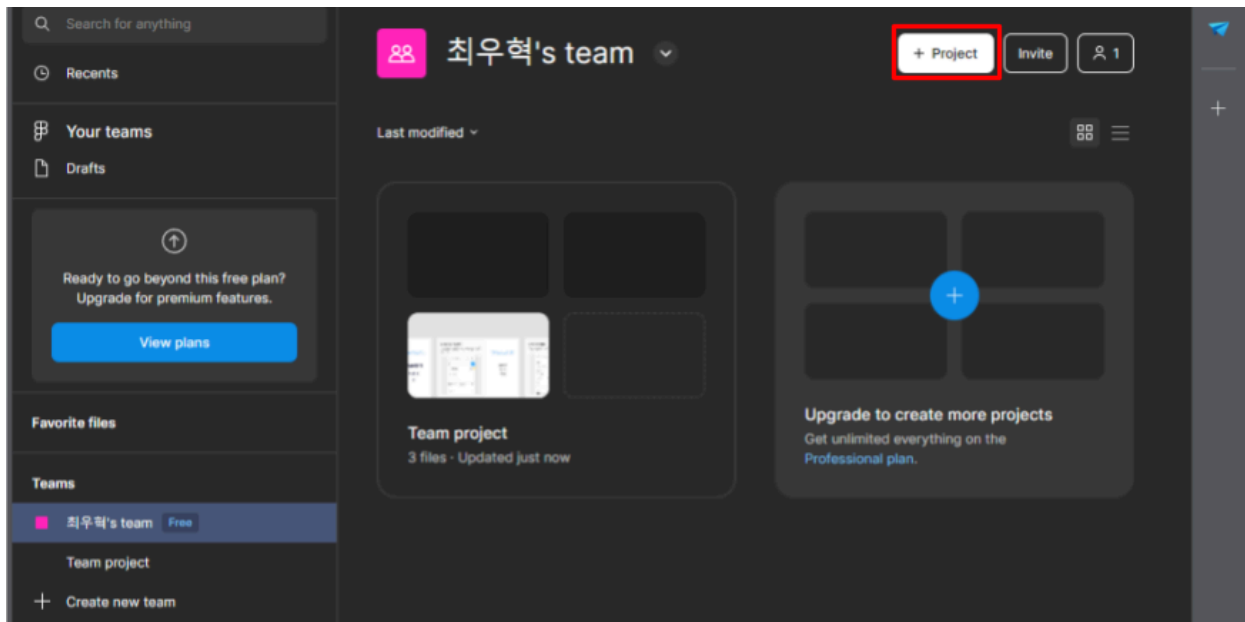 Search for anything
Recents
Your teams
Drafts
Ready to go beyond this free plan?
Upgrade for premium features.
View plans
Favorite files
Teams
최우혁's team Free
Team project
Create new team
최우혁's team
+ Project
Invite
1
Last modified
Team project
3 files · Updated just now
Upgrade to create more projects
Get unlimited everything on the
Professional plan.